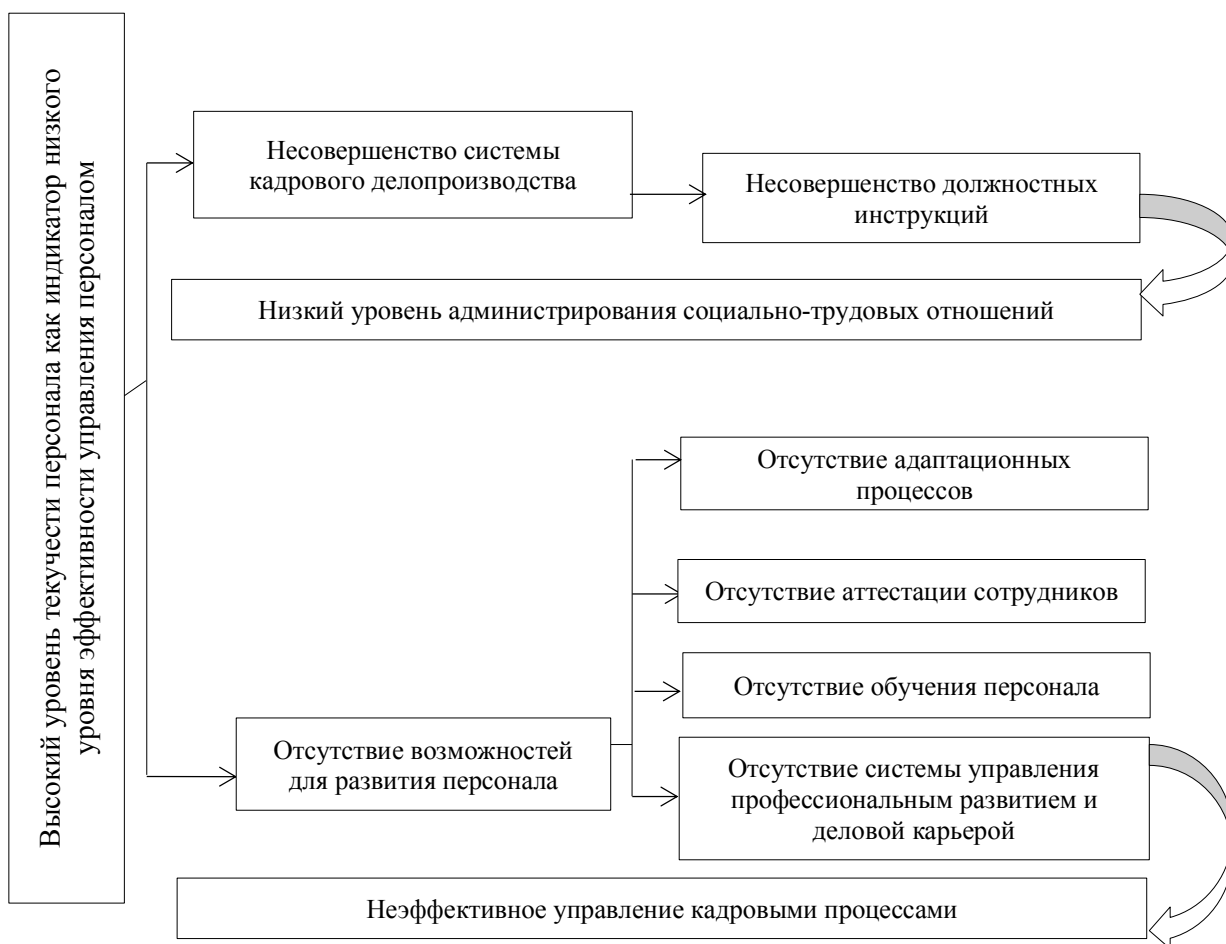 Высокий уровень текучести персонала как индикатор низкого
уровня эффективности управления персоналом
Несовершенство системы
кадрового делопроизводства
Несовершенство должностных
инструкций
Низкий уровень администрирования социально-трудовых отношений
Отсутствие адаптационных
процессов
Отсутствие аттестации сотрудников
Отсутствие обучения персонала
Отсутствие возможностей
для развития персонала
Отсутствие системы управления
профессиональным развитием и
деловой карьерой
Неэффективное управление кадровыми процессами